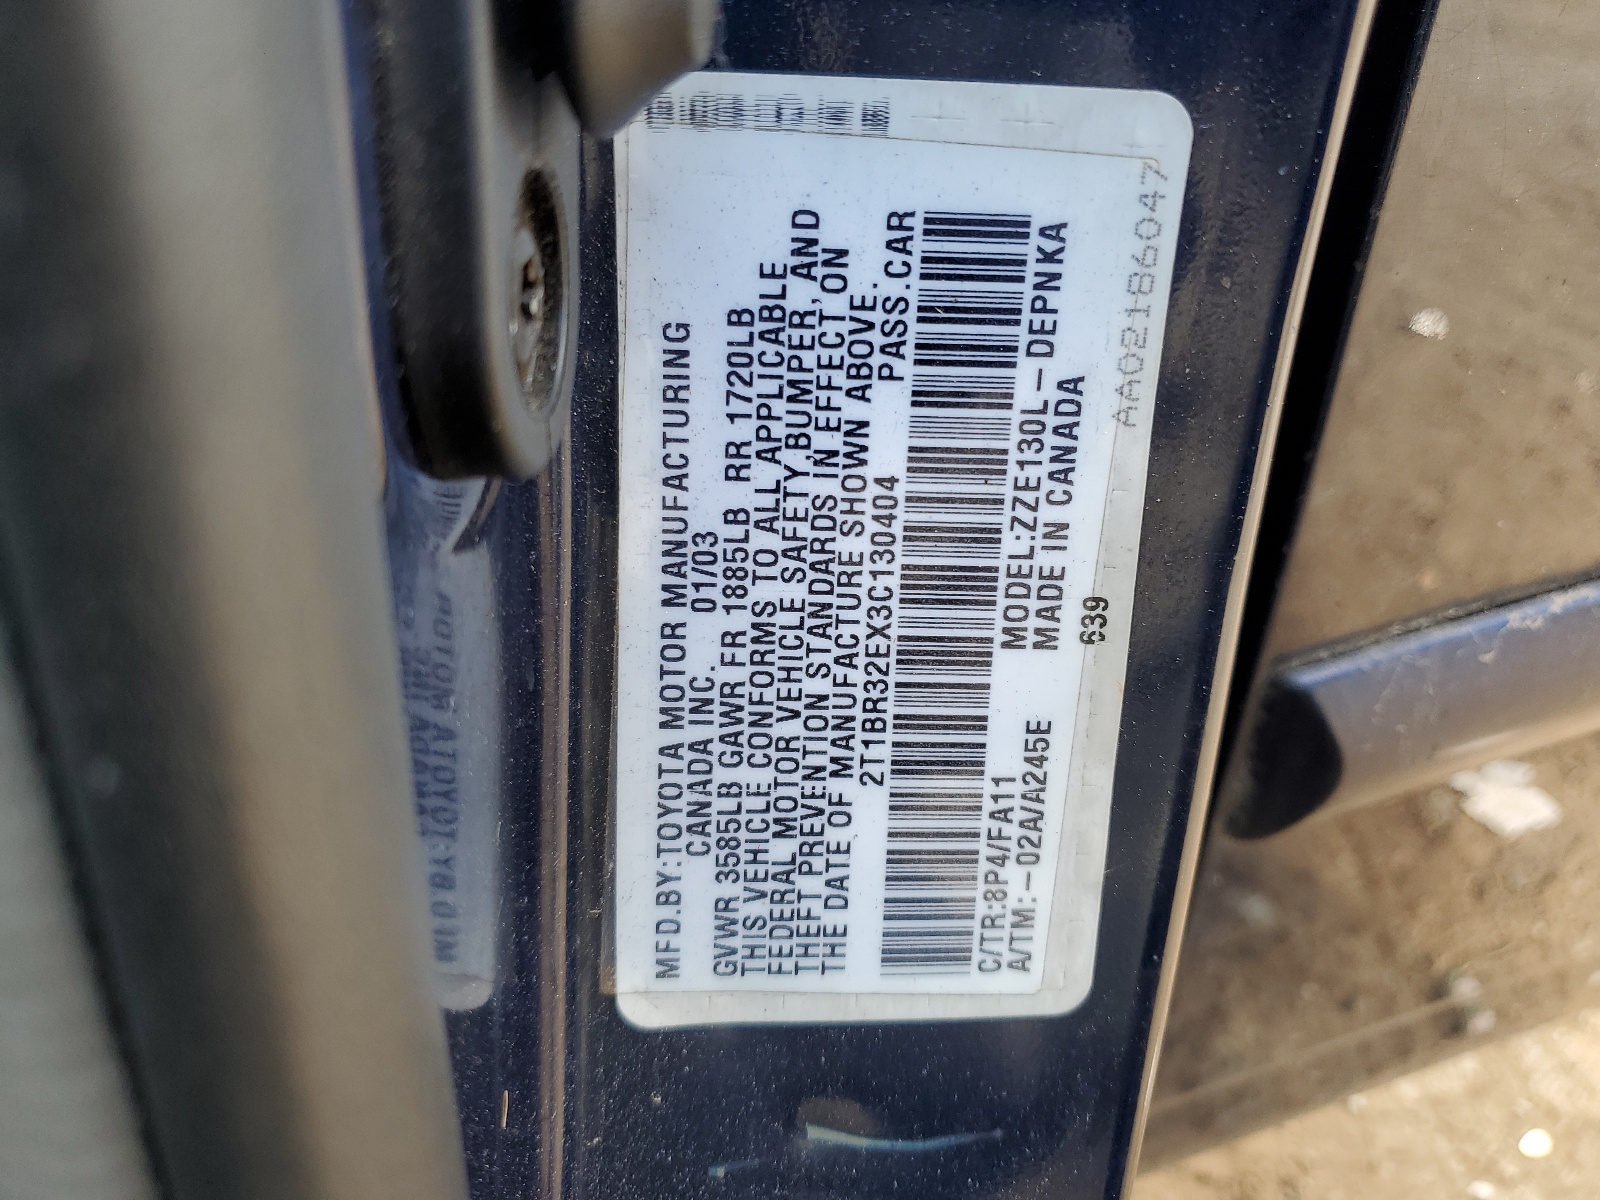 MFD.BY:TOYOTA MOTOR MANUFACTURING
CANADA INC. 01/03
GVWR 3585LB GAWR FR 1885LB RR 1720LB
THIS VEHICLE CONFORMS TO ALL APPLICABLE
FEDERAL MOTOR VEHICLE SAFETY,BUMPER, AND
THEFT PREVENTION STANDARDS IN EFFECT ON
THE DATE OF MANUFACTURE SHOWN ABOVE.
2T1BR32EX3C130404 PASS.CAR
C/TR:8P4/FA11 MODEL:ZZE130L-DEPNKA
A/TM:-02A/A245E MADE IN CANADA
639
AA02186047